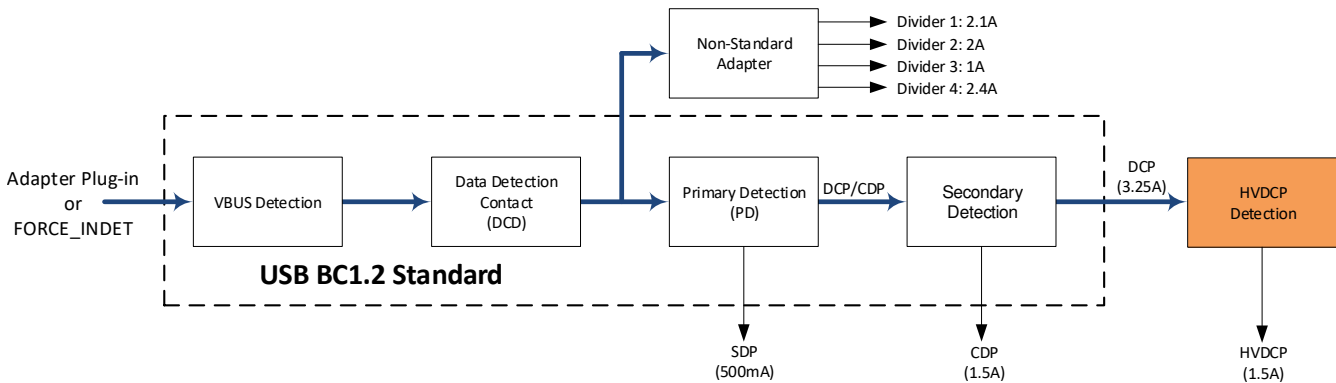 Non-Standard
Adapter
Divider 1: 2.1A
Divider 2: 2A
Divider 3: 1A
Divider 4: 2.4A
Adapter Plug-in
or
FORCE_INDET
VBUS Detection
Data Detection
Contact
(DCD)
Primary Detection
(PD)
DCP/CDP
Secondary
Detection
DCP
(3.25A)
HVDCP
Detection
USB BC1.2 Standard
SDP
(500mA)
CDP
(1.5A)
HVDCP
(1.5A)